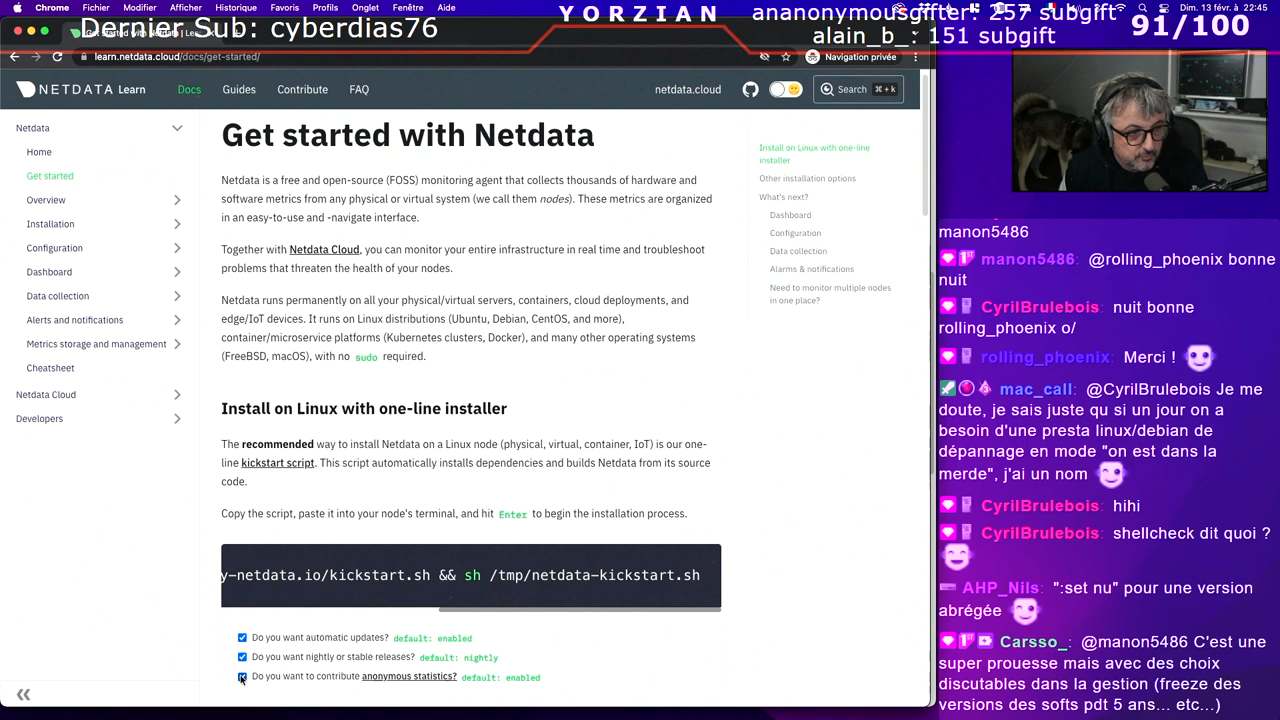 Chrome Fichier Modifier Afficher Historique Favoris Profils Onglet Fenêtre Aide
Dim. 13 févr. à 22:45
Dernier Sub: cyberdias76
YORZIAN
ananonymousgifter: 257 subgift
alain_b_: 151 subgift
91/100
learn.netdata.cloud/docs/get-started/
Navigation privée
NETDATA Learn
Docs
Guides
Contribute
FAQ
netdata.cloud
Search
⌘ + k
Netdata
Home
Get started
Overview
Installation
Configuration
Dashboard
Data collection
Alerts and notifications
Metrics storage and management
Cheatsheet
Netdata Cloud
Developers
Get started with Netdata
Netdata is a free and open-source (FOSS) monitoring agent that collects thousands of hardware and
software metrics from any physical or virtual system (we call them nodes). These metrics are organized
in an easy-to-use and -navigate interface.
Together with Netdata Cloud, you can monitor your entire infrastructure in real time and troubleshoot
problems that threaten the health of your nodes.
Netdata runs permanently on all your physical/virtual servers, containers, cloud deployments, and
edge/IoT devices. It runs on Linux distributions (Ubuntu, Debian, CentOS, and more),
container/microservice platforms (Kubernetes clusters, Docker), and many other operating systems
(FreeBSD, macOS), with no sudo required.
Install on Linux with one-line installer
The recommended way to install Netdata on a Linux node (physical, virtual, container, IoT) is our one-
line kickstart script. This script automatically installs dependencies and builds Netdata from its source
code.
Copy the script, paste it into your node's terminal, and hit Enter to begin the installation process.
y-netdata.io/kickstart.sh && sh /tmp/netdata-kickstart.sh
Do you want automatic updates? default: enabled
Do you want nightly or stable releases? default: nightly
Do you want to contribute anonymous statistics? default: enabled
Install on Linux with one-line
installer
Other installation options
What's next?
Dashboard
Configuration
Data collection
Alarms & notifications
Need to monitor multiple nodes
in one place?
manon5486
manon5486: @rolling_phoenix bonne
nuit
CyrilBrulebois: nuit bonne
rolling_phoenix o/
rolling_phoenix: Merci !
mac_call: @CyrilBrulebois Je me
doute, je sais juste qu si un jour on a
besoin d'une presta linux/debian de
dépannage en mode "on est dans la
merde", j'ai un nom
CyrilBrulebois: hihi
CyrilBrulebois: shellcheck dit quoi ?
AHP_Nils: ":set nu" pour une version
abrégée
Carsso_: @manon5486 C'est une
super prouesse mais avec des choix
discutables dans la gestion (freeze des
versions des softs pdt 5 ans... etc...)